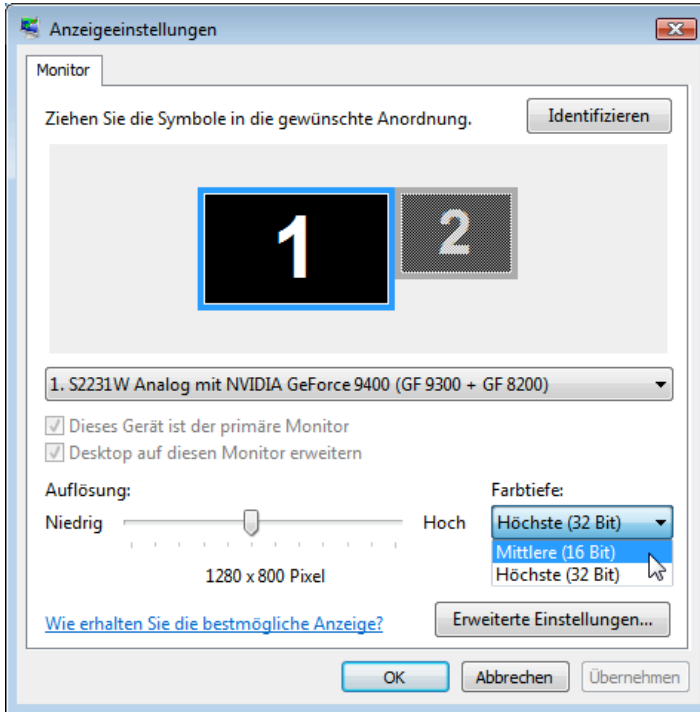 Anzeigeeinstellungen
Monitor
Ziehen Sie die Symbole in die gewünschte Anordnung.
Identifizieren
1
2
1. S2231W Analog mit NVIDIA GeForce 9400 (GF 9300 + GF 8200)
Dieses Gerät ist der primäre Monitor
Desktop auf diesen Monitor erweitern
Auflösung:
Farbtiefe:
Niedrig
Hoch
Höchste (32 Bit)
Mittlere (16 Bit)
Höchste (32 Bit)
1280 x 800 Pixel
Wie erhalten Sie die bestmögliche Anzeige?
Erweiterte Einstellungen...
OK
Abbrechen
Übernehmen